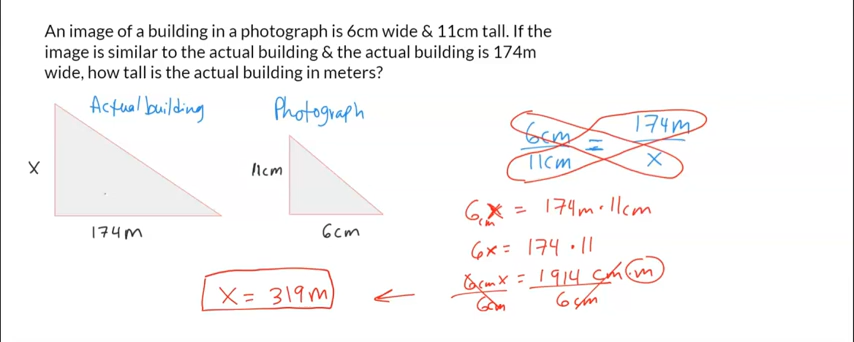 An image of a building in a photograph is 6cm wide & 11cm tall. If the
image is similar to the actual building & the actual building is 174m
wide, how tall is the actual building in meters?
Actual building
Photograph
x
174m
11cm
6cm
6cm/11cm = 174m/x
6cm x = 174m · 11cm
6x = 174 · 11
6cm x/6cm = 1914 cm · m/6cm
x = 319m